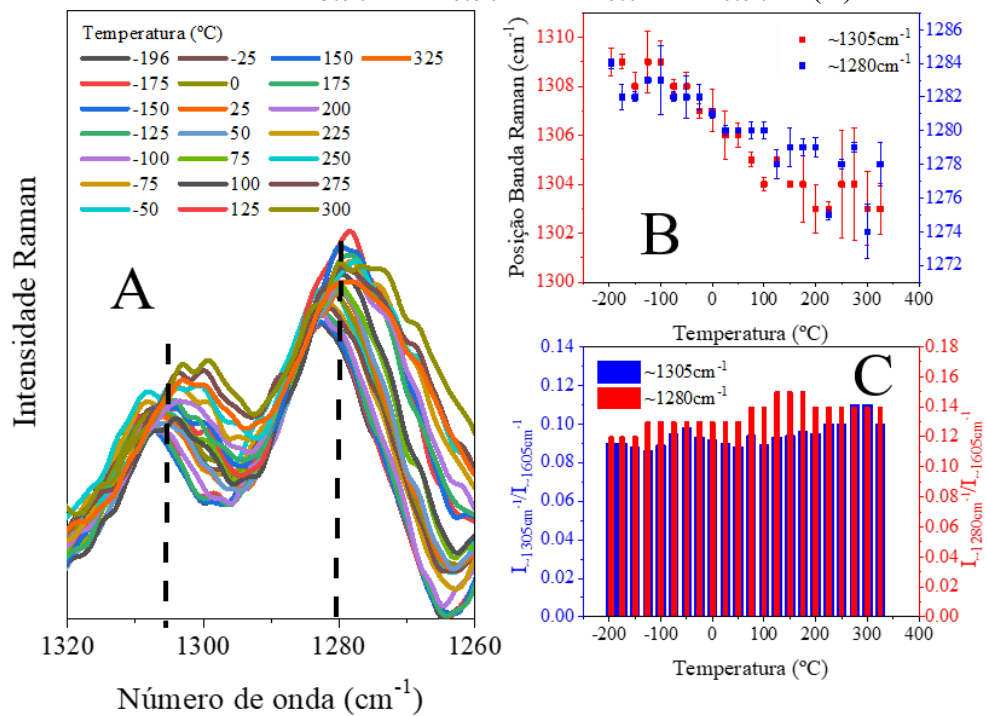 A
Temperatura (ºC)
-196 -25 150 325
-175 0 175
-150 25 200
-125 50 225
-100 75 250
-75 100 275
-50 125 300
Intensidade Raman
1320 1300 1280 1260
Número de onda (cm-1)
B
~1305cm-1
~1280cm-1
Posição Banda Raman (cm-1)
1310
1308
1306
1304
1302
1300
1286
1284
1282
1280
1278
1276
1274
1272
-200 -100 0 100 200 300 400
Temperatura (ºC)
C
~1305cm-1
~1280cm-1
I~1305cm-1/I~1605cm-1
0.14
0.12
0.10
0.08
0.06
0.04
0.02
0.00
0.18
0.16
0.14
0.12
0.10
0.08
0.06
0.04
0.02
0.00
I~1280cm-1/I~1605cm-1
-200 -100 0 100 200 300 400
Temperatura (ºC)